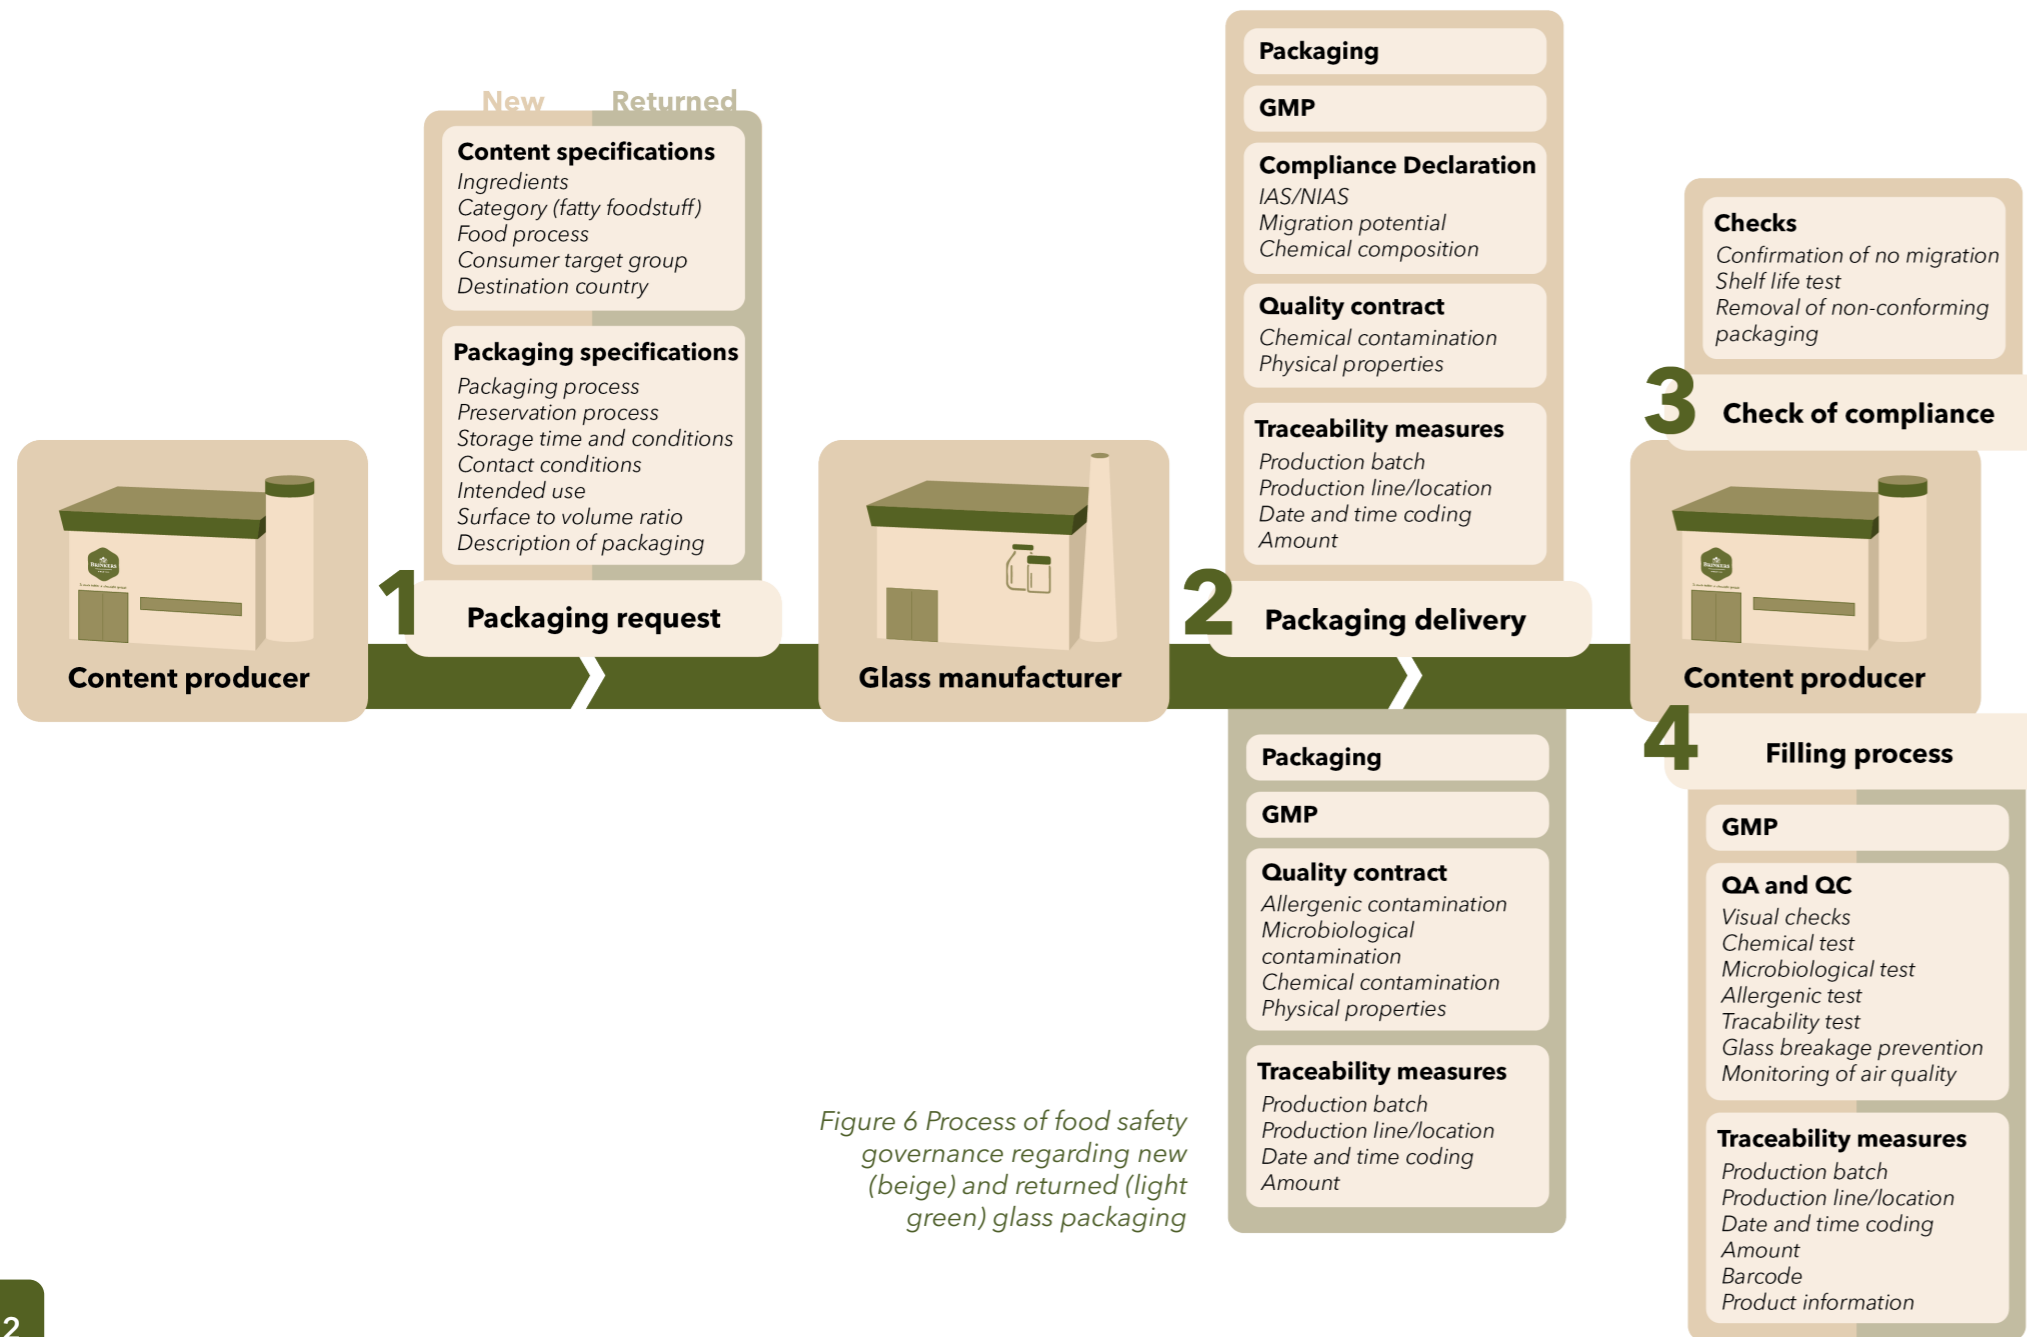 New
Returned
Content specifications
Ingredients
Category (fatty foodstuff)
Food process
Consumer target group
Destination country
Packaging specifications
Packaging process
Preservation process
Storage time and conditions
Contact conditions
Intended use
Surface to volume ratio
Description of packaging
1
Packaging request
BRINKERS
Content producer
Glass manufacturer
Packaging
GMP
Compliance Declaration
IAS/NIAS
Migration potential
Chemical composition
Quality contract
Chemical contamination
Physical properties
Traceability measures
Production batch
Production line/location
Date and time coding
Amount
2
Packaging delivery
Packaging
GMP
Quality contract
Allergenic contamination
Microbiological
contamination
Chemical contamination
Physical properties
Traceability measures
Production batch
Production line/location
Date and time coding
Amount
Checks
Confirmation of no migration
Shelf life test
Removal of non-conforming
packaging
3
Check of compliance
BRINKERS
Content producer
4
Filling process
GMP
QA and QC
Visual checks
Chemical test
Microbiological test
Allergenic test
Tracability test
Glass breakage prevention
Monitoring of air quality
Traceability measures
Production batch
Production line/location
Date and time coding
Amount
Barcode
Product information
Figure 6 Process of food safety
governance regarding new
(beige) and returned (light
green) glass packaging
2